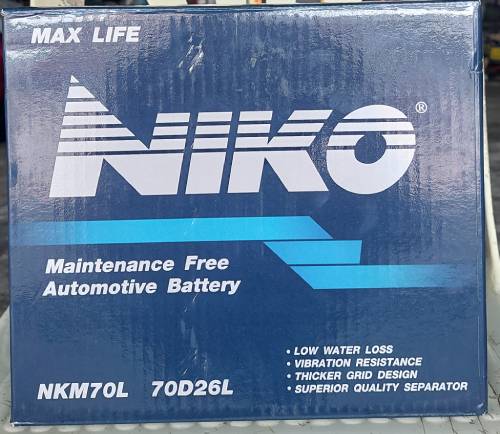 MAX LIFE
NIKO®
Maintenance Free
Automotive Battery
• LOW WATER LOSS
• VIBRATION RESISTANCE
• THICKER GRID DESIGN
• SUPERIOR QUALITY SEPARATOR
NKM70L 70D26L